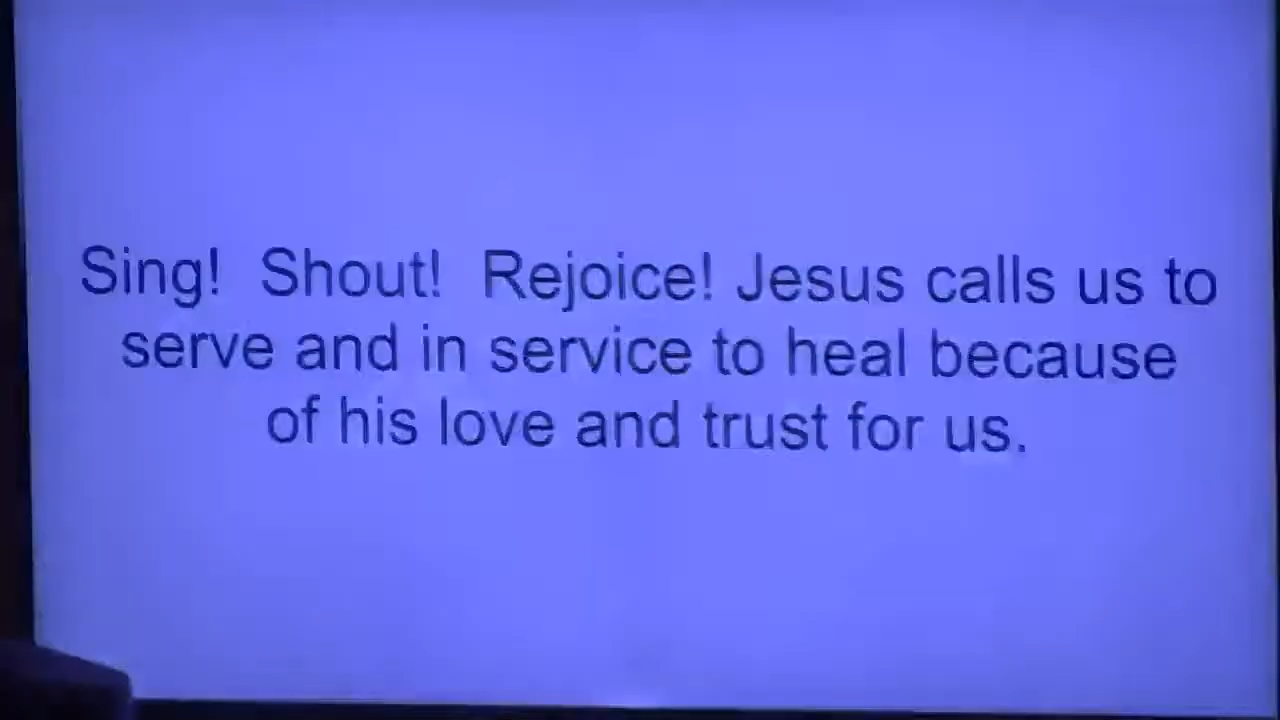 Sing!  Shout!  Rejoice! Jesus calls us to
serve and in service to heal because
of his love and trust for us.